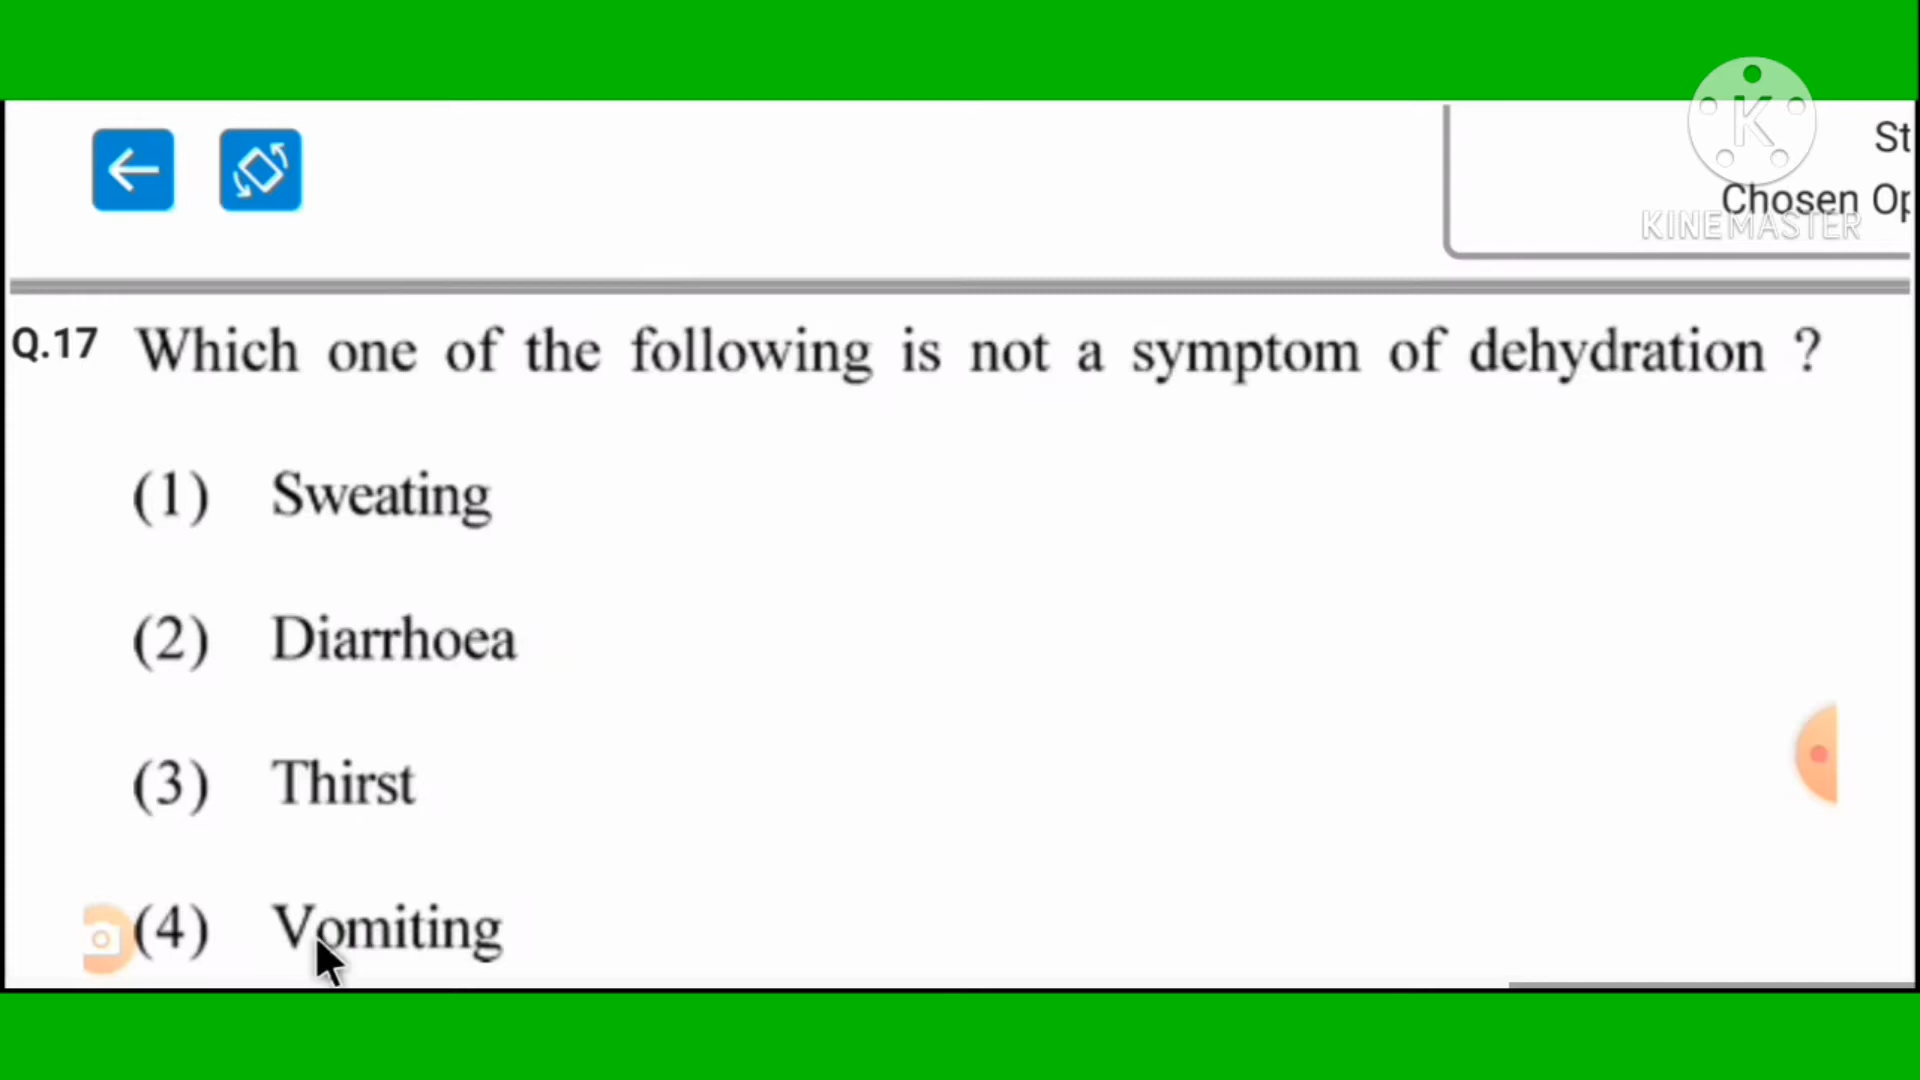 K
St
Chosen Op
KINEMASTER
Q.17 Which one of the following is not a symptom of dehydration ?
(1) Sweating
(2) Diarrhoea
(3) Thirst
(4) Vomiting